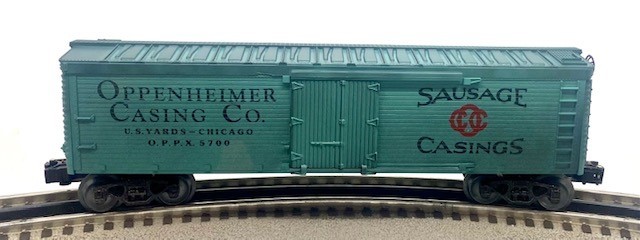 OPPENHEIMER
CASING CO.
U.S. YARDS - CHICAGO
O.P.P.X. 5700
SAUSAGE
CASINGS